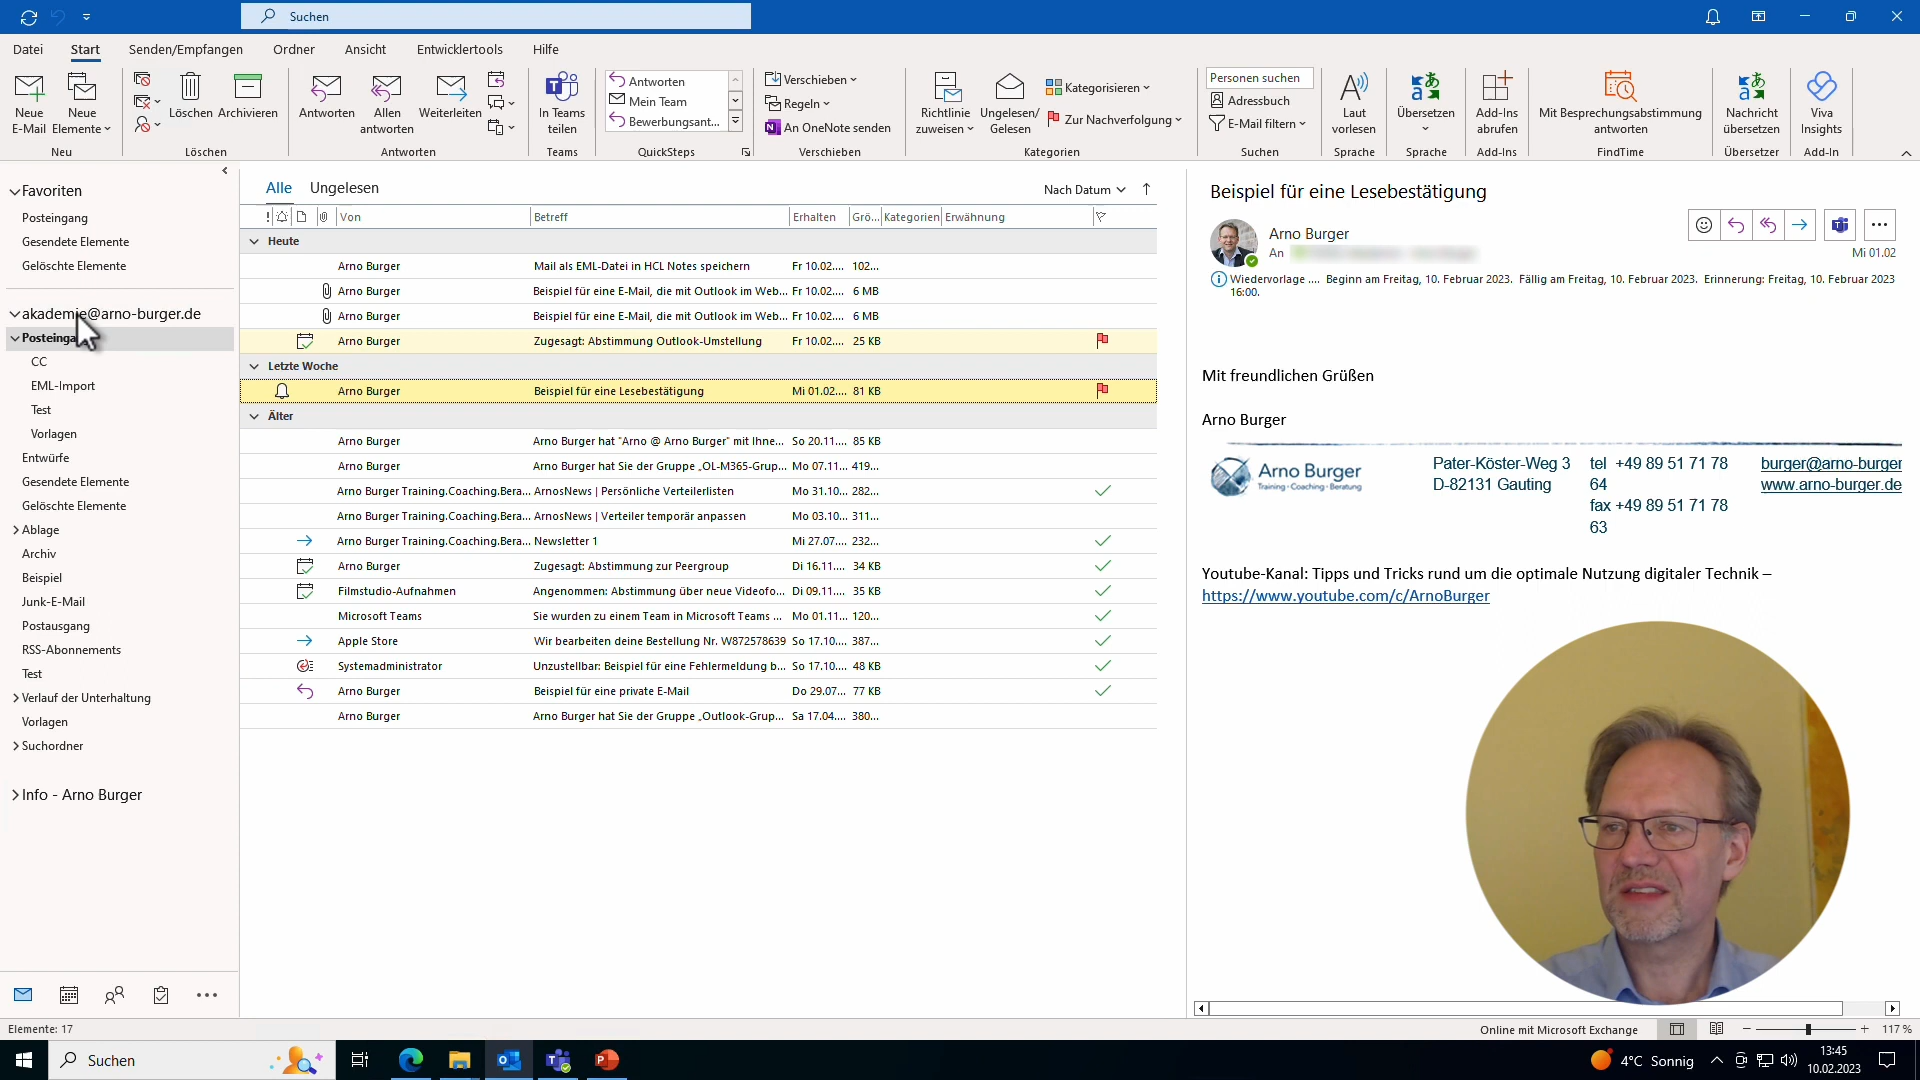 Suchen
Datei Start Senden/Empfangen Ordner Ansicht Entwicklertools Hilfe
Neue E-Mail
Neue Elemente
Neu
Löschen
Archivieren
Löschen
Antworten
Allen antworten
Weiterleiten
Antworten
In Teams teilen
Teams
Antworten
Mein Team
Bewerbungsant...
QuickSteps
Verschieben
Regeln
An OneNote senden
Verschieben
Richtlinie zuweisen
Ungelesen/ Gelesen
Kategorisieren
Zur Nachverfolgung
Kategorien
Personen suchen
Adressbuch
E-Mail filtern
Suchen
Laut vorlesen
Sprache
Übersetzen
Sprache
Add-Ins abrufen
Add-Ins
Mit Besprechungsabstimmung antworten
FindTime
Nachricht übersetzen
Übersetzer
Viva Insights
Add-In
Favoriten
Posteingang
Gesendete Elemente
Gelöschte Elemente
akademie@arno-burger.de
CC
EML-Import
Test
Vorlagen
Entwürfe
Gesendete Elemente
Gelöschte Elemente
Ablage
Archiv
Beispiel
Junk-E-Mail
Postausgang
RSS-Abonnements
Test
Verlauf der Unterhaltung
Vorlagen
Suchordner
Info - Arno Burger
Alle Ungelesen Nach Datum
! Von Betreff Erhalten Grö... Kategorien Erwähnung
Heute
Arno Burger Mail als EML-Datei in HCL Notes speichern Fr 10.02.... 102...
Arno Burger Beispiel für eine E-Mail, die mit Outlook im Web... Fr 10.02.... 6 MB
Arno Burger Beispiel für eine E-Mail, die mit Outlook im Web... Fr 10.02.... 6 MB
Arno Burger Zugesagt: Abstimmung Outlook-Umstellung Fr 10.02.... 25 KB
Letzte Woche
Arno Burger Beispiel für eine Lesebestätigung Mi 01.02.... 81 KB
Älter
Arno Burger Arno Burger hat "Arno @ Arno Burger" mit Ihne... So 20.11.... 85 KB
Arno Burger Arno Burger hat Sie der Gruppe „OL-M365-Grup... Mo 07.11... 419...
Arno Burger Training.Coaching.Bera... ArnosNews | Persönliche Verteilerlisten Mo 31.10... 282...
Arno Burger Training.Coaching.Bera... ArnosNews | Verteiler temporär anpassen Mo 03.10... 311...
Arno Burger Training.Coaching.Bera... Newsletter 1 Mi 27.07.... 232...
Arno Burger Zugesagt: Abstimmung zur Peergroup Di 16.11.... 34 KB
Filmstudio-Aufnahmen Angenommen: Abstimmung über neue Videofo... Di 09.11.... 35 KB
Microsoft Teams Sie wurden zu einem Team in Microsoft Teams ... Mo 01.11... 120...
Apple Store Wir bearbeiten deine Bestellung Nr. W872578639 So 17.10.... 387...
Systemadministrator Unzustellbar: Beispiel für eine Fehlermeldung b... So 17.10.... 48 KB
Arno Burger Beispiel für eine private E-Mail Do 29.07... 77 KB
Arno Burger Arno Burger hat Sie der Gruppe „Outlook-Grup... Sa 17.04.... 380...
Beispiel für eine Lesebestätigung
Arno Burger
An
Mi 01.02
Wiedervorlage .... Beginn am Freitag, 10. Februar 2023. Fällig am Freitag, 10. Februar 2023. Erinnerung: Freitag, 10. Februar 2023
16:00.
Mit freundlichen Grüßen
Arno Burger
Arno Burger
Training · Coaching · Beratung
Pater-Köster-Weg 3
D-82131 Gauting
tel +49 89 51 71 78
64
fax +49 89 51 71 78
63
burger@arno-burger
www.arno-burger.de
Youtube-Kanal: Tipps und Tricks rund um die optimale Nutzung digitaler Technik –
https://www.youtube.com/c/ArnoBurger
Elemente: 17
Online mit Microsoft Exchange
117 %
Suchen
4°C Sonnig
13:45
10.02.2023